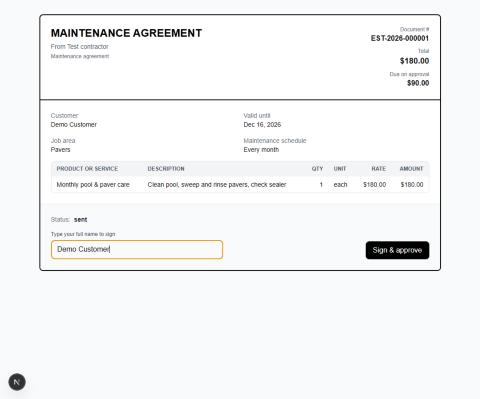 MAINTENANCE AGREEMENT
From Test contractor
Maintenance agreement
Document #
EST-2026-000001
Total
$180.00
Due on approval
$90.00
Customer
Demo Customer
Valid until
Dec 16, 2026
Job area
Pavers
Maintenance schedule
Every month
PRODUCT OR SERVICE DESCRIPTION QTY UNIT RATE AMOUNT
Monthly pool & paver care Clean pool, sweep and rinse pavers, check sealer 1 each $180.00 $180.00
Status: sent
Type your full name to sign
Demo Customer
Sign & approve
N